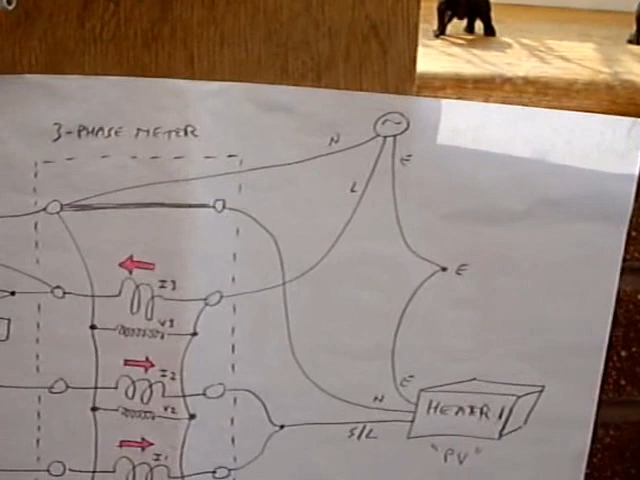 3-PHASE METER
N
~
E
L
E
I3
V3
I2
V2
I1
E
N
HEATER 1
S/L
"PV"